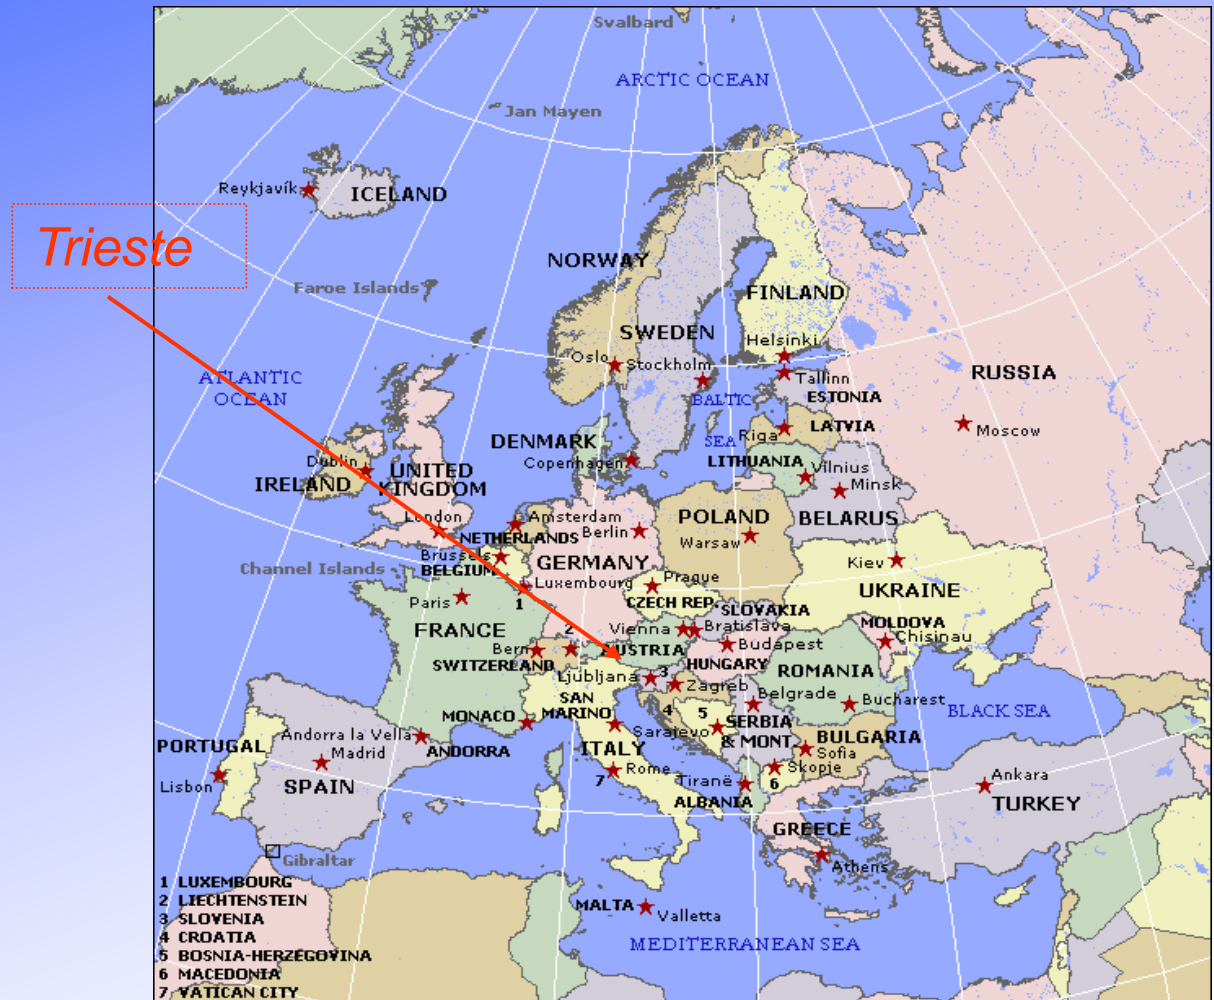 Svalbard
ARCTIC OCEAN
Jan Mayen
Reykjavík
ICELAND
Trieste
NORWAY
Faroe Islands
FINLAND
SWEDEN
Helsinki
Oslo
Stockholm
Tallinn
RUSSIA
ATLANTIC
OCEAN
BALTIC
SEA
ESTONIA
Riga
LATVIA
Moscow
DENMARK
Copenhagen
LITHUANIA
Vilnius
Dublin
IRELAND
UNITED
KINGDOM
Minsk
London
Amsterdam
NETHERLANDS
Berlin
POLAND
Warsaw
BELARUS
Brussels
BELGIUM
GERMANY
Kiev
UKRAINE
Channel Islands
Luxembourg
Prague
1
Paris
CZECH REP.
SLOVAKIA
FRANCE
2
Vienna
Bratislava
MOLDOVA
Chisinau
Bern
AUSTRIA
Budapest
SWITZERLAND
HUNGARY
ROMANIA
Ljubljana
3
Zagreb
Belgrade
Bucharest
SAN
MARINO
4
5
MONACO
Sarajevo
SERBIA
& MONT.
BLACK SEA
Andorra la Vella
ANDORRA
ITALY
BULGARIA
Sofia
PORTUGAL
Madrid
Lisbon
SPAIN
7
Rome
Tiranë
Skopje
6
ALBANIA
Ankara
TURKEY
GREECE
Athens
Gibraltar
MALTA
Valletta
MEDITERRANEAN SEA
1 LUXEMBOURG
2 LIECHTENSTEIN
3 SLOVENIA
4 CROATIA
5 BOSNIA-HERZEGOVINA
6 MACEDONIA
7 VATICAN CITY